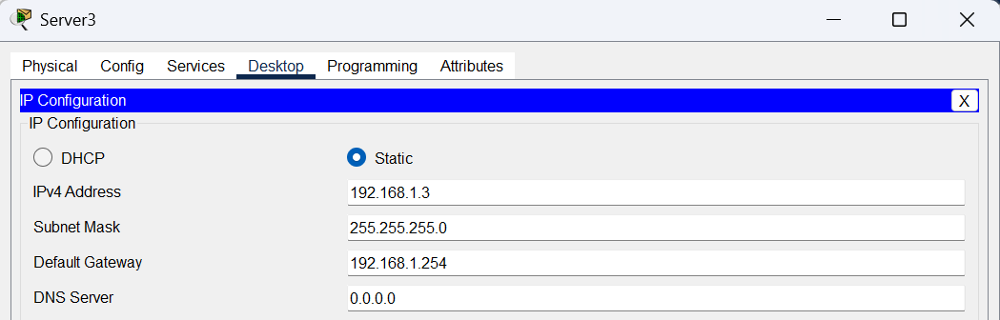 Server3
Physical Config Services Desktop Programming Attributes
IP Configuration X
IP Configuration
DHCP Static
IPv4 Address 192.168.1.3
Subnet Mask 255.255.255.0
Default Gateway 192.168.1.254
DNS Server 0.0.0.0